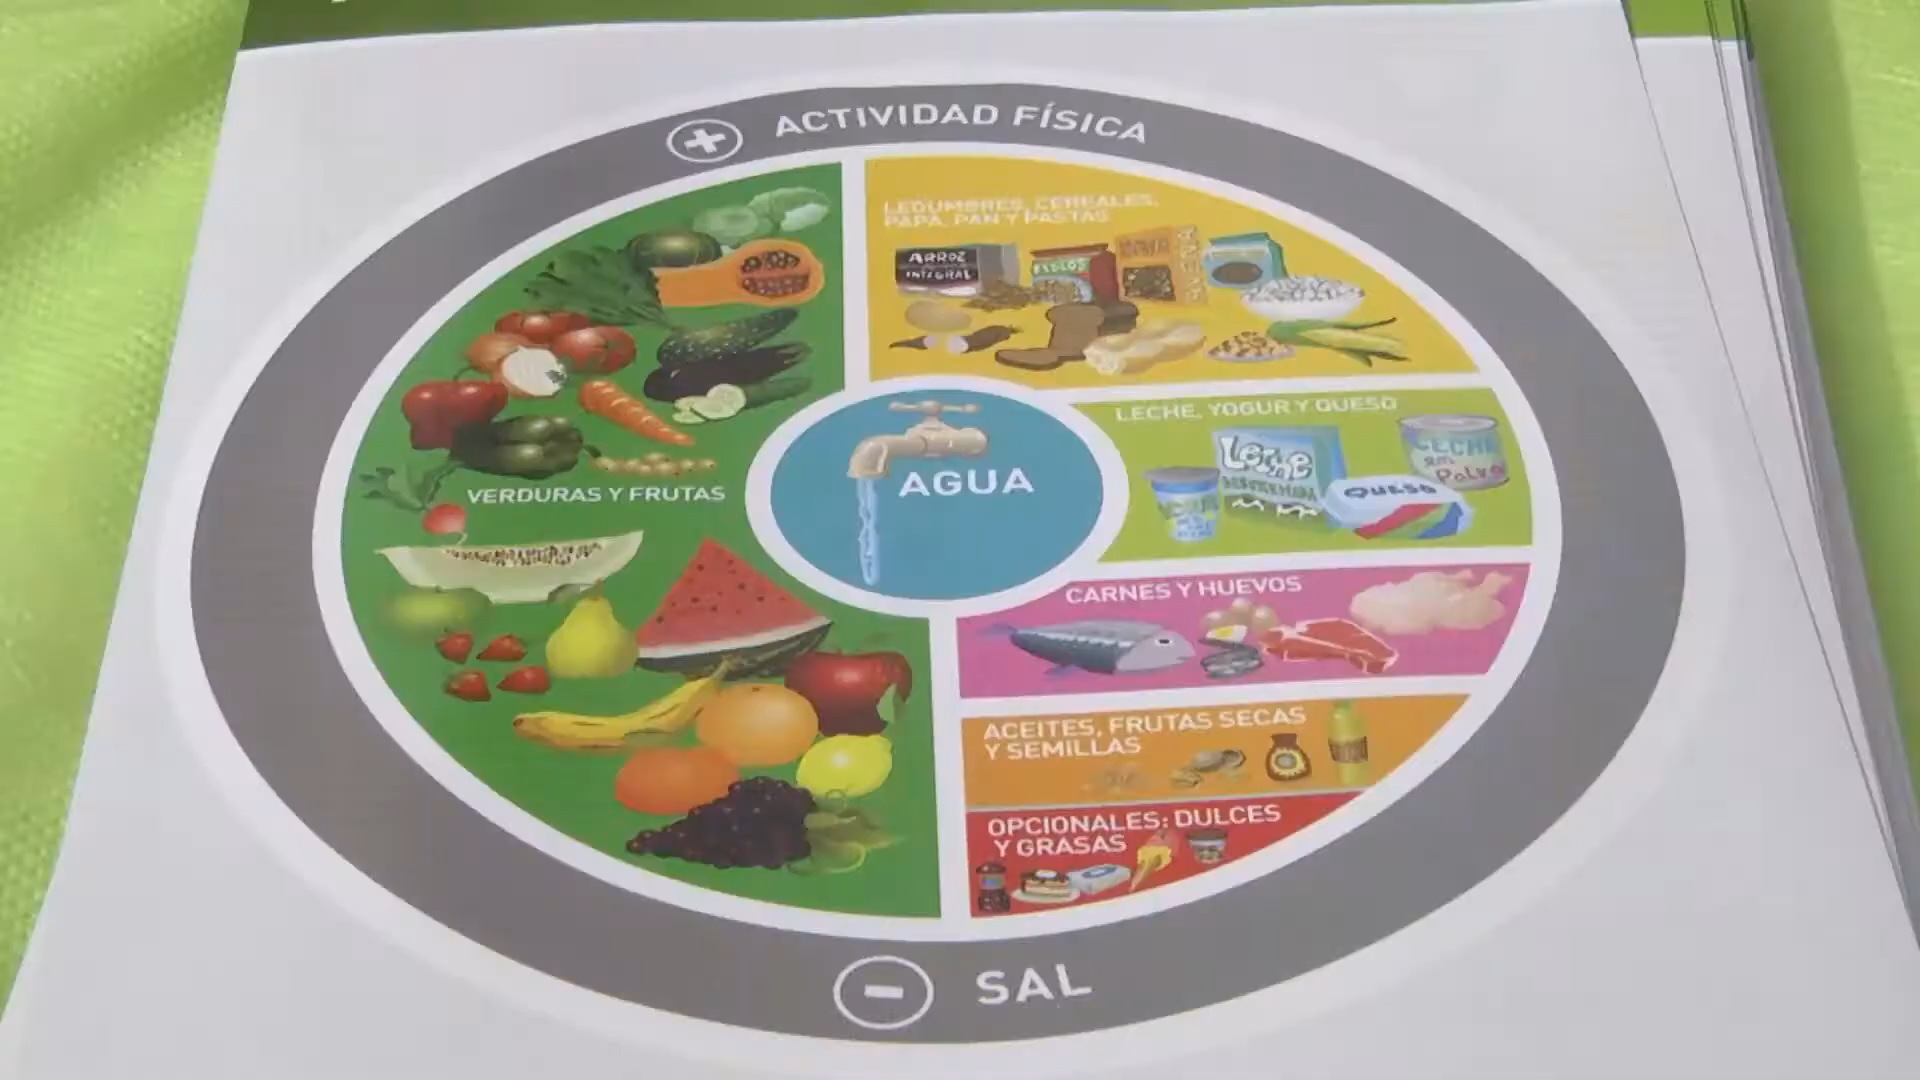 ACTIVIDAD FÍSICA
LEGUMBRES, CEREALES,
PAPA, PAN Y PASTAS
ARROZ
INTEGRAL
FIDEOS
AVENA
LECHE, YOGUR Y QUESO
Leche
LECHE
en
Polvo
QUESO
AGUA
VERDURAS Y FRUTAS
CARNES Y HUEVOS
ACEITES, FRUTAS SECAS
Y SEMILLAS
OPCIONALES: DULCES
Y GRASAS
SAL